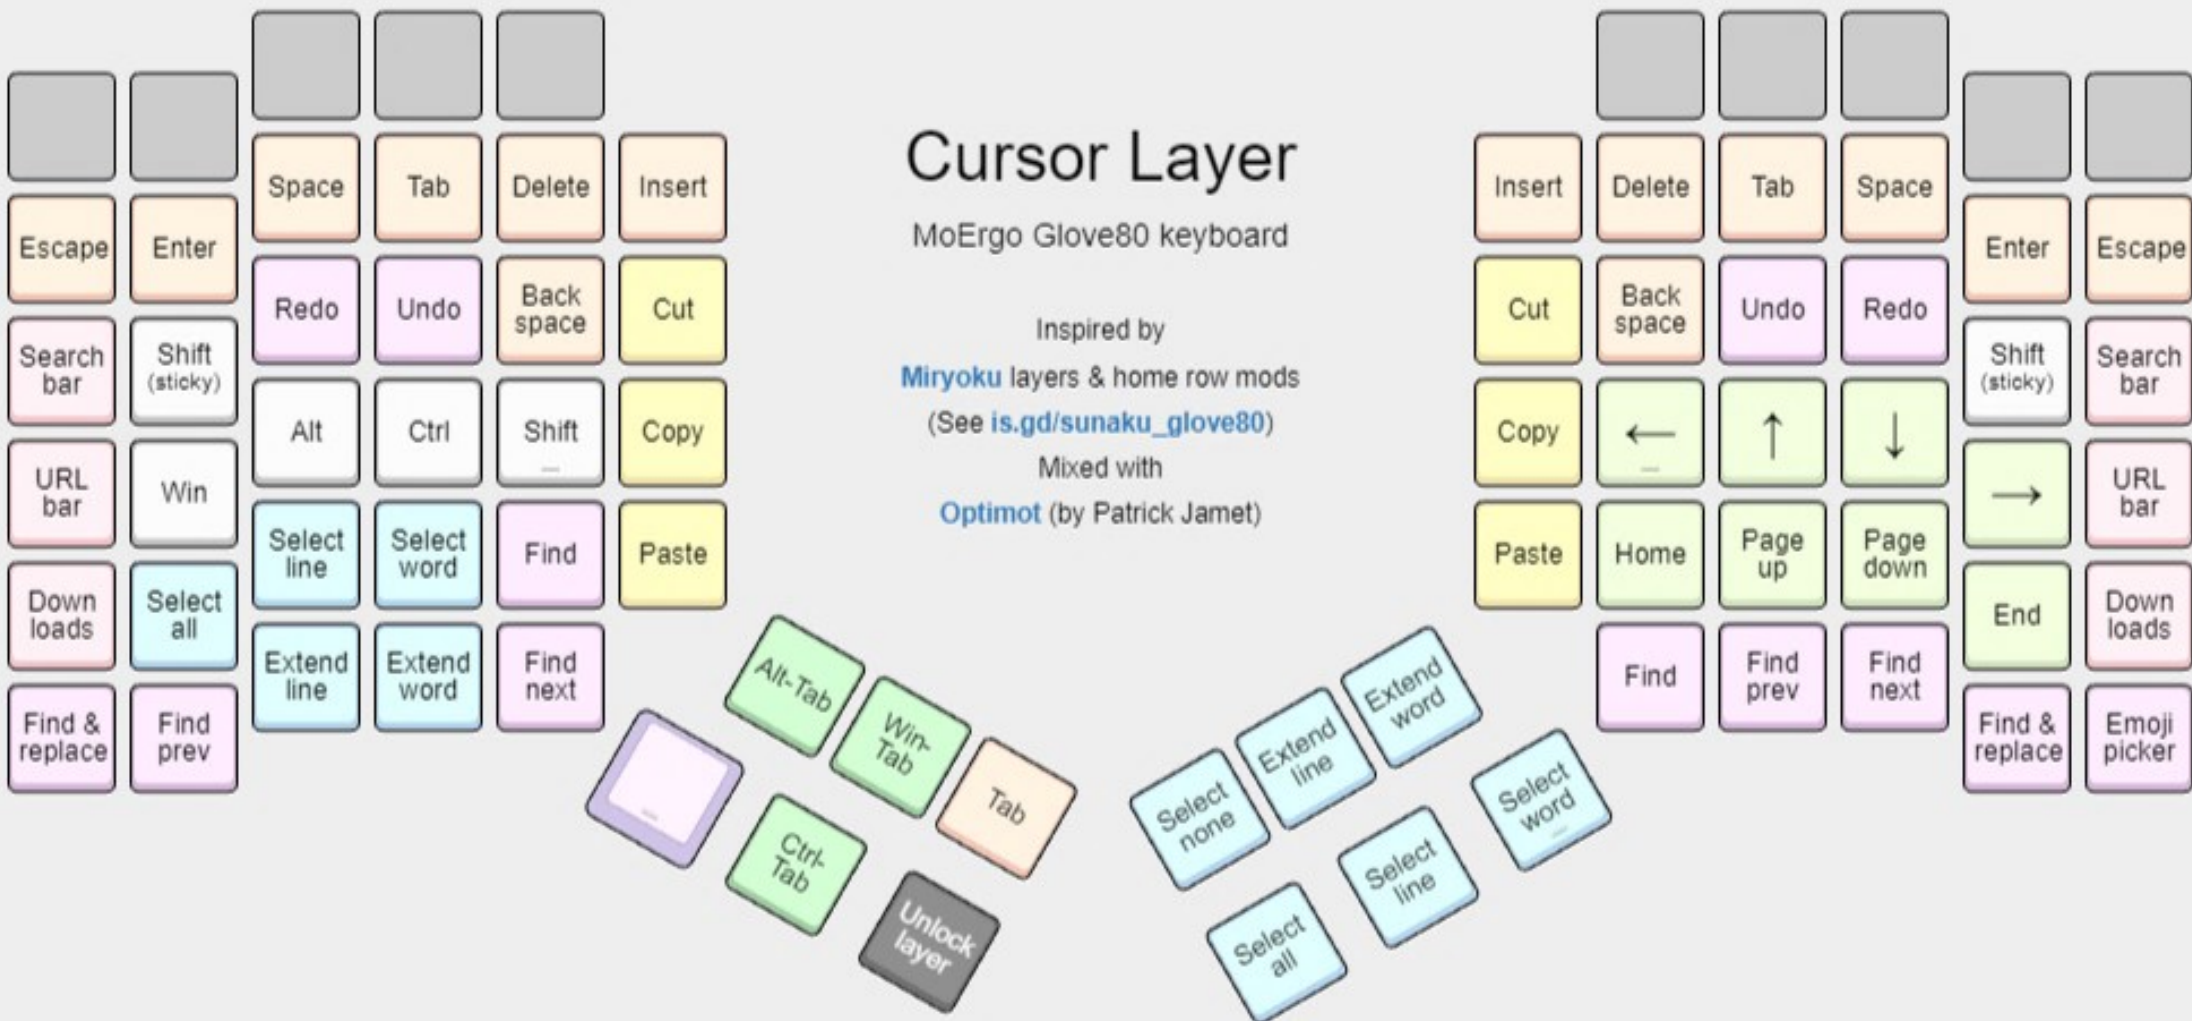 Cursor Layer
MoErgo Glove80 keyboard
Inspired by
Miryoku layers & home row mods
(See is.gd/sunaku_glove80)
Mixed with
Optimot (by Patrick Jamet)
Space
Tab
Delete
Insert
Escape
Enter
Redo
Undo
Back
space
Cut
Search
bar
Shift
(sticky)
Alt
Ctrl
Shift
Copy
URL
bar
Win
Select
line
Select
word
Find
Paste
Down
loads
Select
all
Extend
line
Extend
word
Find
next
Find &
replace
Find
prev
Alt-Tab
Win-
Tab
Tab
Ctrl-
Tab
Unlock
layer
Insert
Delete
Tab
Space
Enter
Escape
Cut
Back
space
Undo
Redo
Shift
(sticky)
Search
bar
Copy
←
↑
↓
→
URL
bar
Paste
Home
Page
up
Page
down
End
Down
loads
Find
Find
prev
Find
next
Find &
replace
Emoji
picker
Extend
word
Extend
line
Select
none
Select
word
Select
line
Select
all